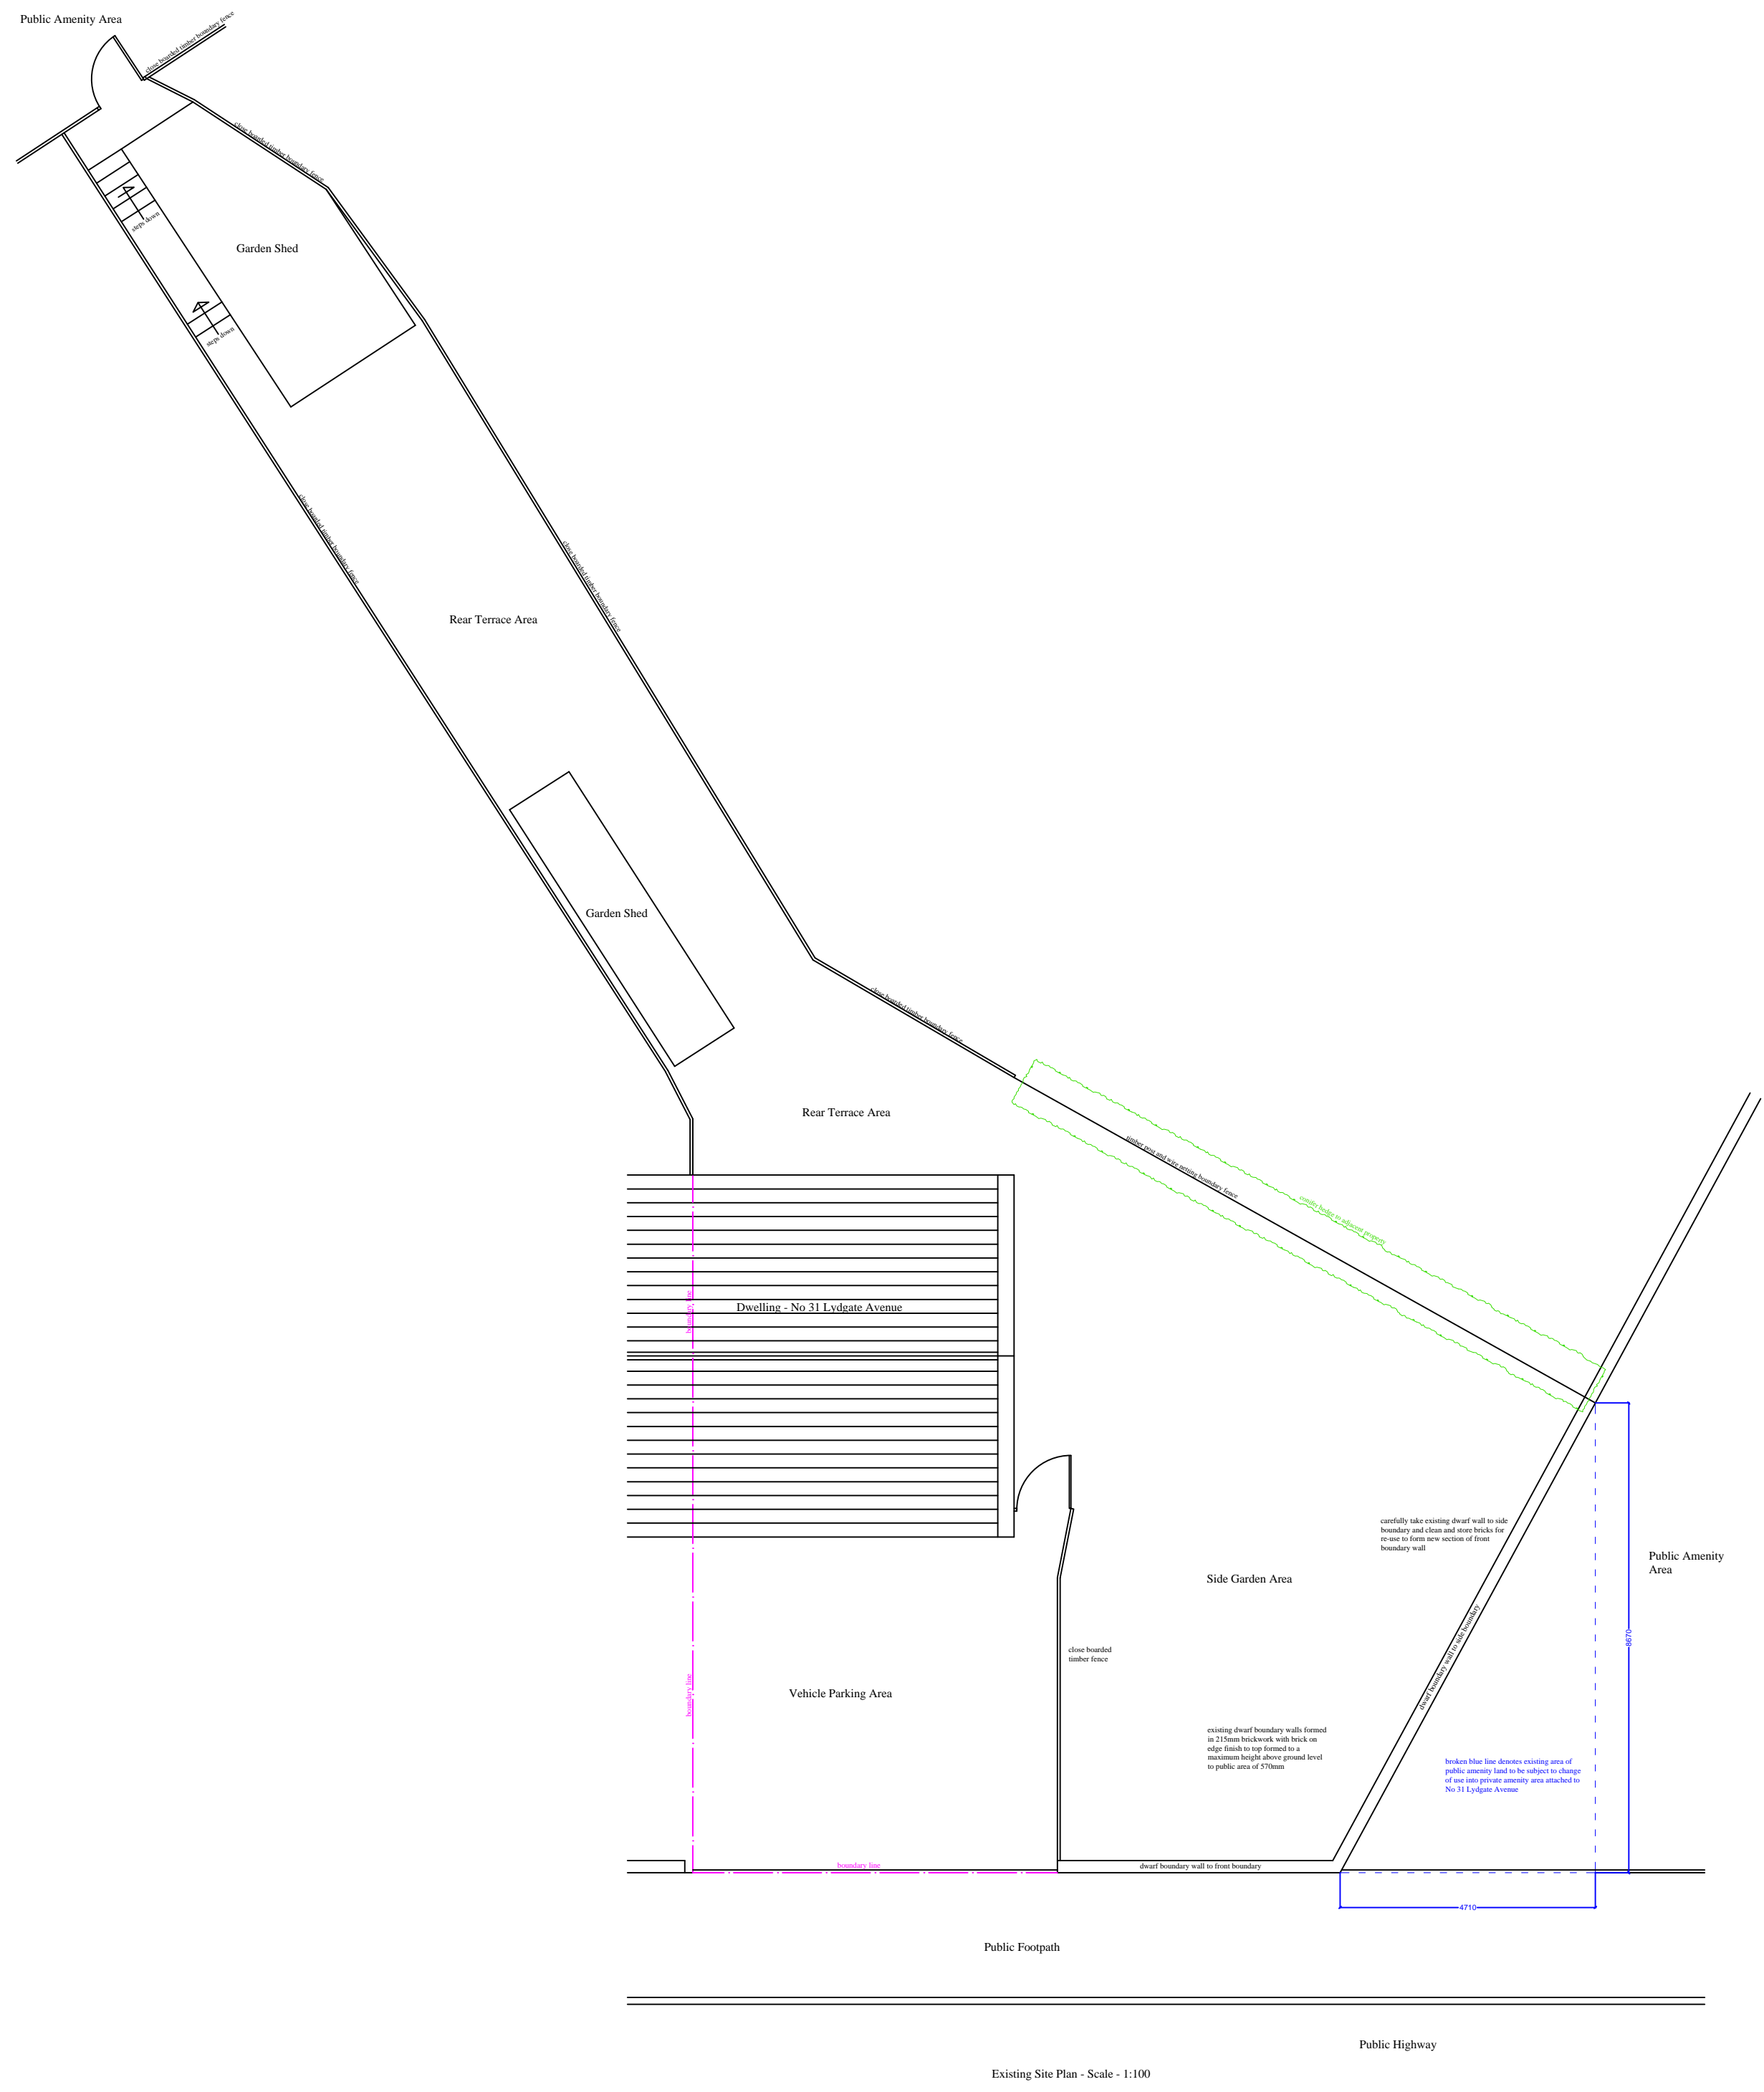 Public Amenity Area
close boarded timber boundary fence
close boarded timber boundary fence
steps down
Garden Shed
steps down
close boarded timber boundary fence
close boarded timber boundary fence
Rear Terrace Area
Garden Shed
close boarded timber boundary fence
Rear Terrace Area
timber post and wire netting boundary fence
conifer hedge to adjacent property
Dwelling - No 31 Lydgate Avenue
boundary line
carefully take existing dwarf wall to side
boundary and clean and store bricks for
re-use to form new section of front
boundary wall
Public Amenity
Area
Side Garden Area
8670
close boarded
timber fence
dwarf boundary wall to side boundary
Vehicle Parking Area
boundary line
existing dwarf boundary walls formed
in 215mm brickwork with brick on
edge finish to top formed to a
maximum height above ground level
to public area of 570mm
broken blue line denotes existing area of
public amenity land to be subject to change
of use into private amenity area attached to
No 31 Lydgate Avenue
boundary line
dwarf boundary wall to front boundary
4710
Public Footpath
Public Highway
Existing Site Plan - Scale - 1:100